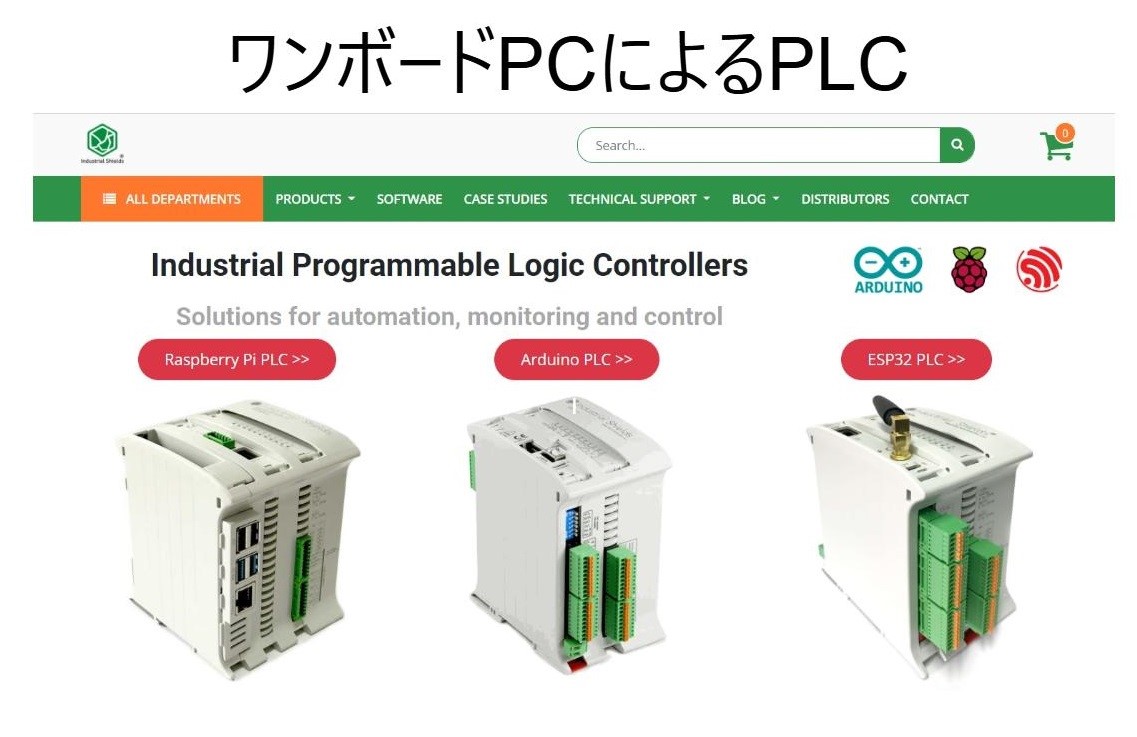 ワンボードPCによるPLC
Industrial Shields
Search...
0
ALL DEPARTMENTS PRODUCTS SOFTWARE CASE STUDIES TECHNICAL SUPPORT BLOG DISTRIBUTORS CONTACT
Industrial Programmable Logic Controllers
ARDUINO
Solutions for automation, monitoring and control
Raspberry Pi PLC >> Arduino PLC >> ESP32 PLC >>
Industrial Shields